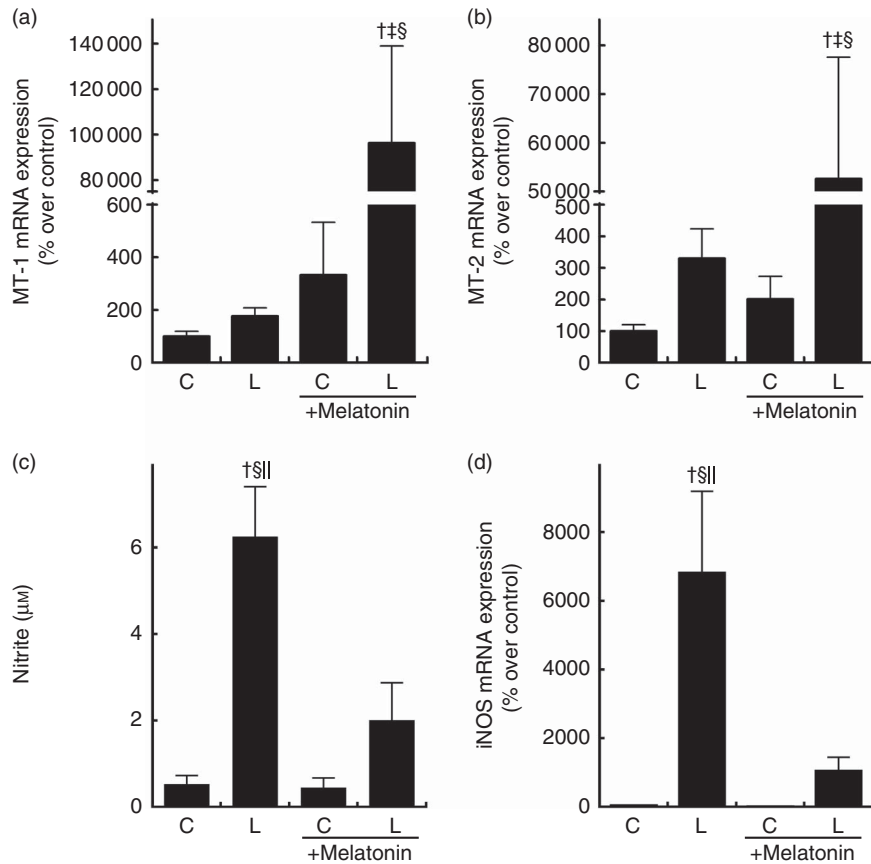 (a)
MT-1 mRNA expression
(% over control)
140 000
120 000
100 000
80 000
600
400
200
0
†‡§
C L C L
+Melatonin
(b)
MT-2 mRNA expression
(% over control)
80 000
70 000
60 000
50 000
500
400
300
200
100
0
†‡§
C L C L
+Melatonin
(c)
Nitrite (μM)
6
4
2
0
†§||
C L C L
+Melatonin
(d)
iNOS mRNA expression
(% over control)
8000
6000
4000
2000
0
†§||
C L C L
+Melatonin